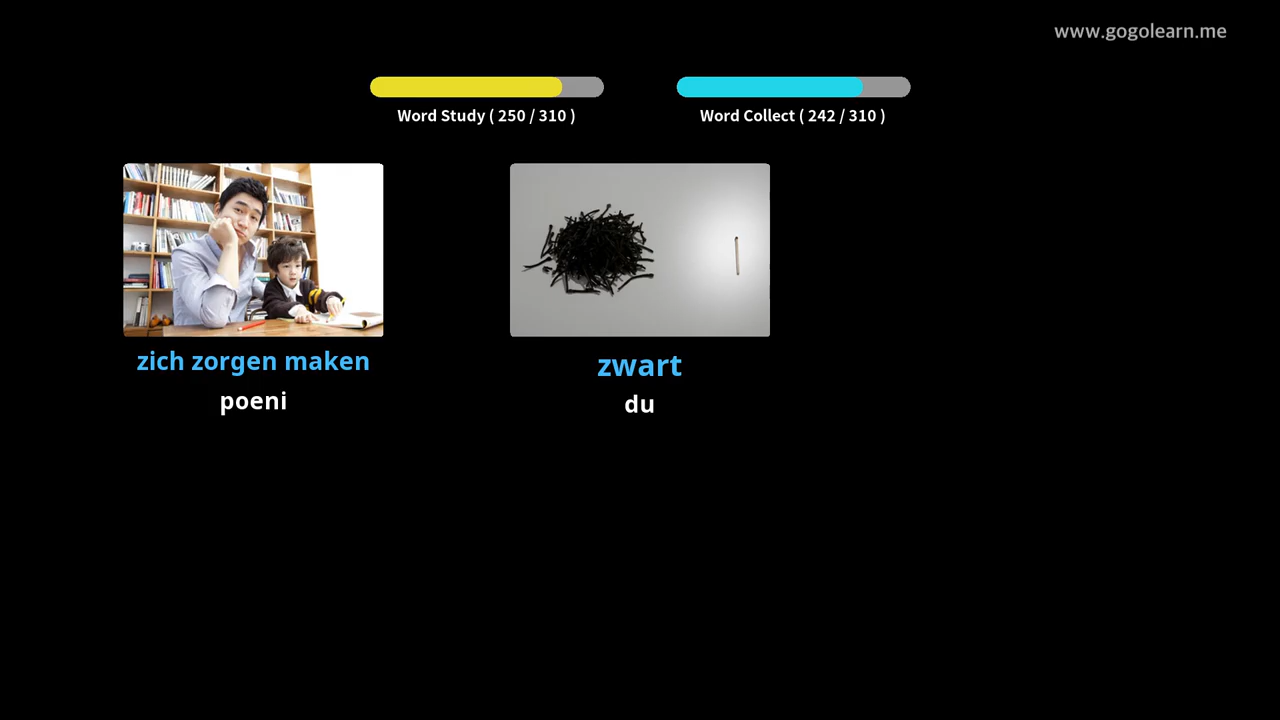 www.gogolearn.me
Word Study ( 250 / 310 )
Word Collect ( 242 / 310 )
zich zorgen maken
poeni
zwart
du